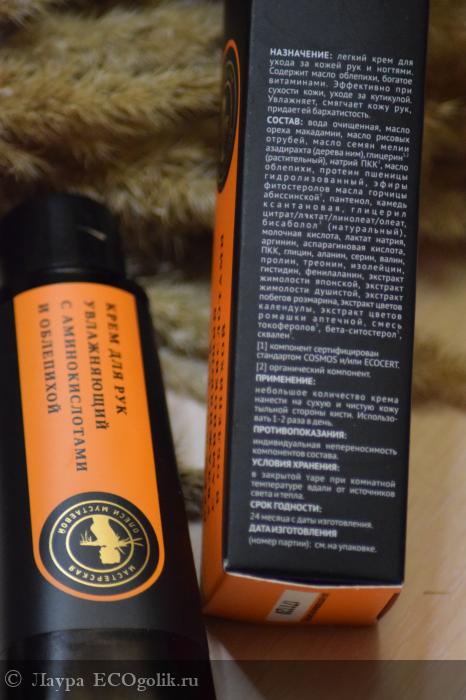 НАЗНАЧЕНИЕ: легкий крем для
ухода за кожей рук и ногтями.
Содержит масло облепихи, богатое
витаминами. Эффективно при
сухости кожи, уходе за кутикулой.
Увлажняет, смягчает кожу рук,
придает ей бархатистость.
СОСТАВ: вода очищенная, масло
ореха макадамии, масло рисовых
отрубей, масло семян мелии
азадирахта (дерева ним), глицерин
(растительный), натрий ПКК, масло
облепихи, протеин пшеницы
гидролизованный, эфиры
фитостеролов масла горчицы
абиссинской, пантенол, камедь
ксантановая, глицерил
цитрат/лактат/линолеат/олеат,
бисаболол (натуральный),
молочная кислота, лактат натрия,
аргинин, аспарагиновая кислота,
ПКК, глицин, аланин, серин, валин,
пролин, треонин, изолейцин,
гистидин, фенилаланин, экстракт
жимолости японской, экстракт
жимолости душистой, экстракт
побегов розмарина, экстракт цветов
календулы, экстракт цветов
ромашки аптечной, смесь
токоферолов, бета-ситостерол,
сквален.
[1] компонент сертифицирован
стандартом COSMOS и/или ECOCERT.
[2] органический компонент.
ПРИМЕНЕНИЕ:
небольшое количество крема
нанести на сухую и чистую кожу
тыльной стороны кисти. Использо-
вать 1-2 раза в день.
ПРОТИВОПОКАЗАНИЯ:
индивидуальная непереносимость
компонентов состава.
УСЛОВИЯ ХРАНЕНИЯ:
в закрытой таре при комнатной
температуре вдали от источников
света и тепла.
СРОК ГОДНОСТИ:
24 месяца с даты изготовления.
ДАТА ИЗГОТОВЛЕНИЯ
(номер партии): см. на упаковке.
КРЕМ ДЛЯ РУК
УВЛАЖНЯЮЩИЙ
С АМИНОКИСЛОТАМИ
И ОБЛЕПИХОЙ
МАСТЕРСКАЯ
ОЛЕСИ МУСТАЕВОЙ
© Лаура ECOgolik.ru